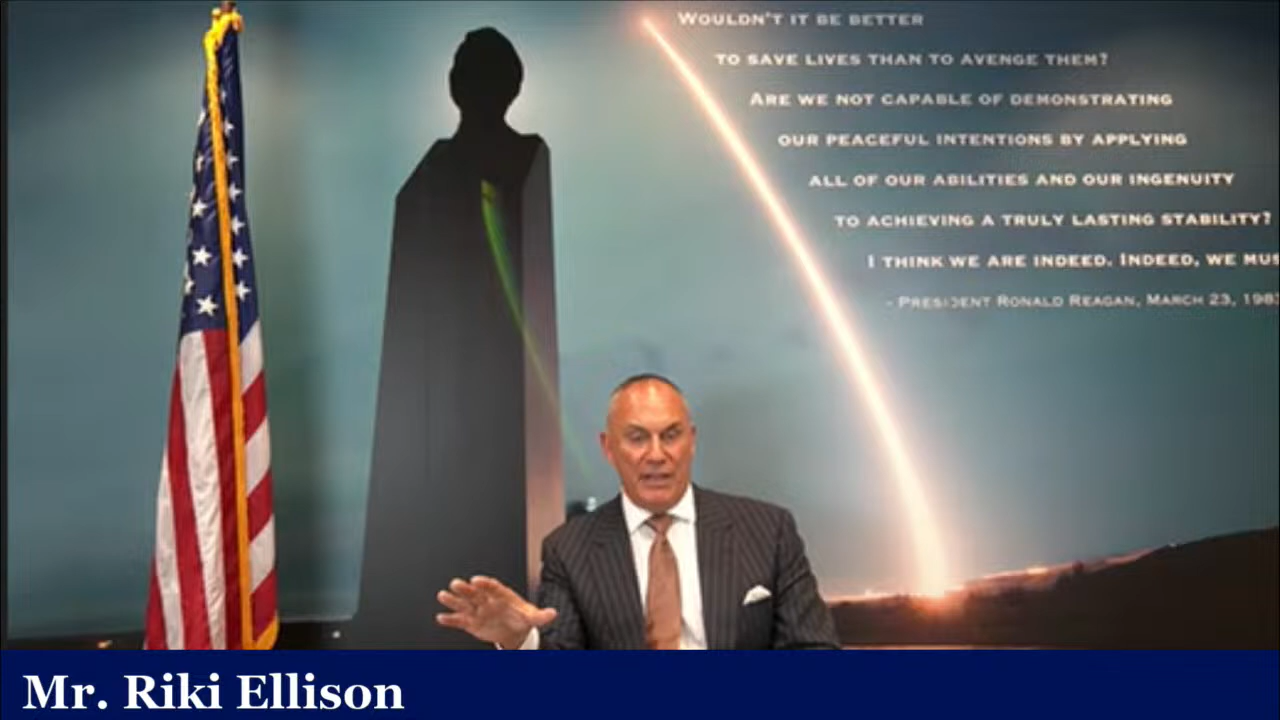 WOULDN'T IT BE BETTER
TO SAVE LIVES THAN TO AVENGE THEM?
ARE WE NOT CAPABLE OF DEMONSTRATING
OUR PEACEFUL INTENTIONS BY APPLYING
ALL OF OUR ABILITIES AND OUR INGENUITY
TO ACHIEVING A TRULY LASTING STABILITY?
I THINK WE ARE INDEED. INDEED, WE
- PRESIDENT RONALD REAGAN, MARCH 23,
Mr. Riki Ellison